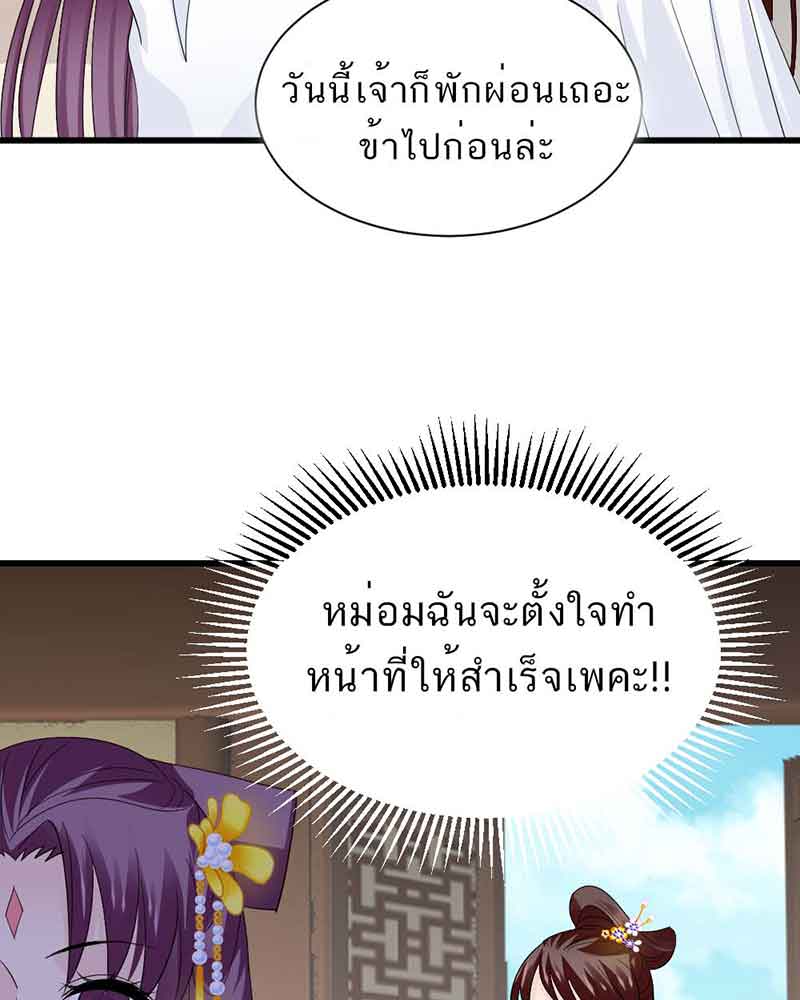 วันนี้เจ้าก็พักผ่อนเถอะ
ข้าไปก่อนล่ะ
หม่อมฉันจะตั้งใจทำ
หน้าที่ให้สำเร็จเพคะ!!